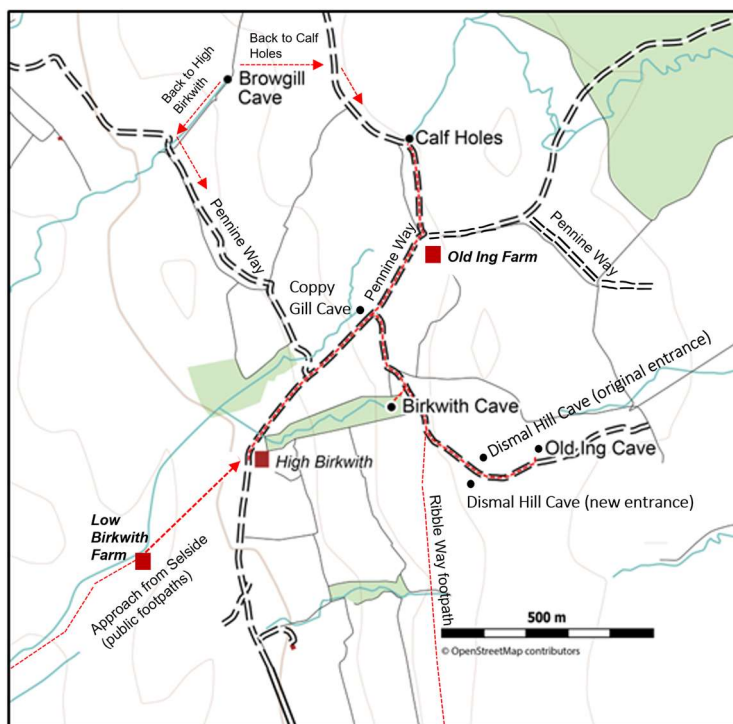 Back to Calf
Holes
Back to High
Birkwith
Browgill
Cave
Calf Holes
Pennine Way
Pennine Way
Old Ing Farm
Pennine Way
Coppy
Gill Cave
Dismal Hill Cave (original entrance)
Birkwith Cave
Old Ing Cave
High Birkwith
Dismal Hill Cave (new entrance)
Low
Birkwith
Farm
Approach from Selside
(public footpaths)
Ribble Way footpath
500 m
© OpenStreetMap contributors